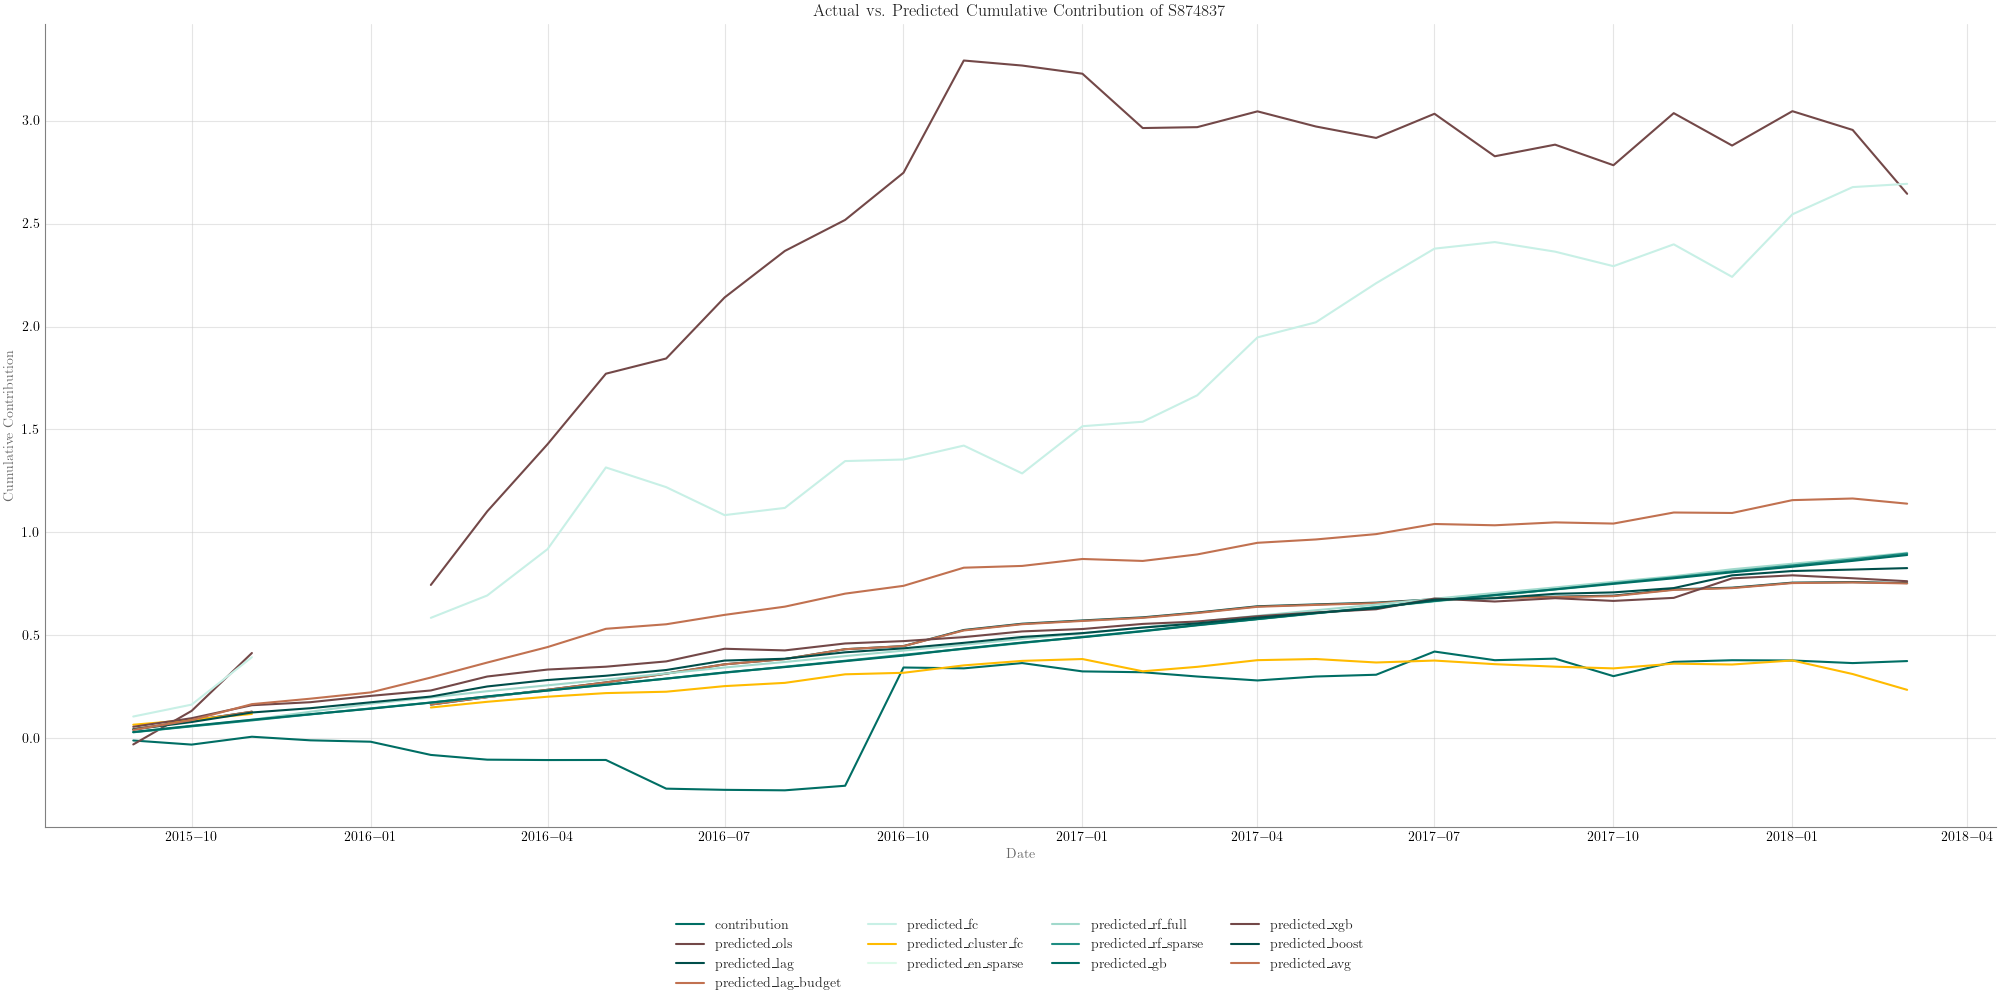 Actual vs. Predicted Cumulative Contribution of S874837
Cumulative Contribution
3.0
2.5
2.0
1.5
1.0
0.5
0.0
2015−10 2016−01 2016−04 2016−07 2016−10 2017−01 2017−04 2017−07 2017−10 2018−01 2018−04
Date
contribution predicted_fc predicted_rf_full predicted_xgb
predicted_ols predicted_cluster_fc predicted_rf_sparse predicted_boost
predicted_lag predicted_en_sparse predicted_gb predicted_avg
predicted_lag_budget